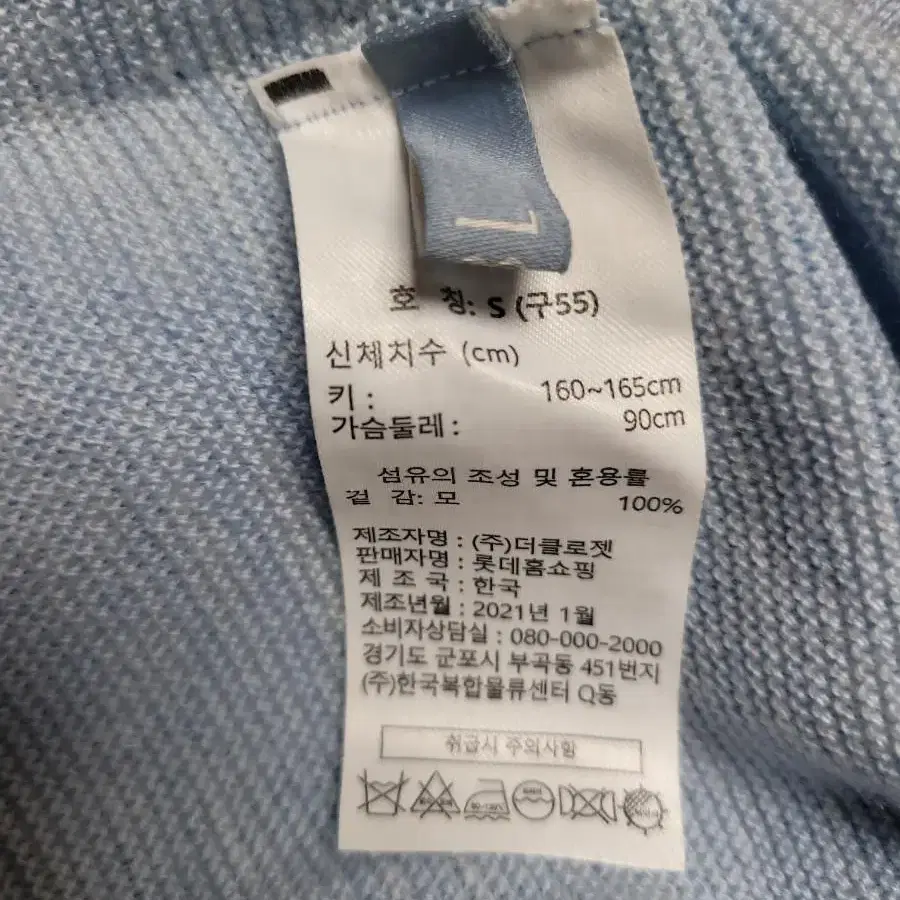 호 칭: S (구55)
신체치수 (cm)
키 : 160~165cm
가슴둘레 : 90cm
섬유의 조성 및 혼용률
겉 감: 모 100%
제조자명 : (주)더클로젯
판매자명 : 롯데홈쇼핑
제 조 국 : 한국
제조년월 : 2021년 1월
소비자상담실 : 080-000-2000
경기도 군포시 부곡동 451번지
(주)한국복합물류센터 Q동
취급시 주의사항